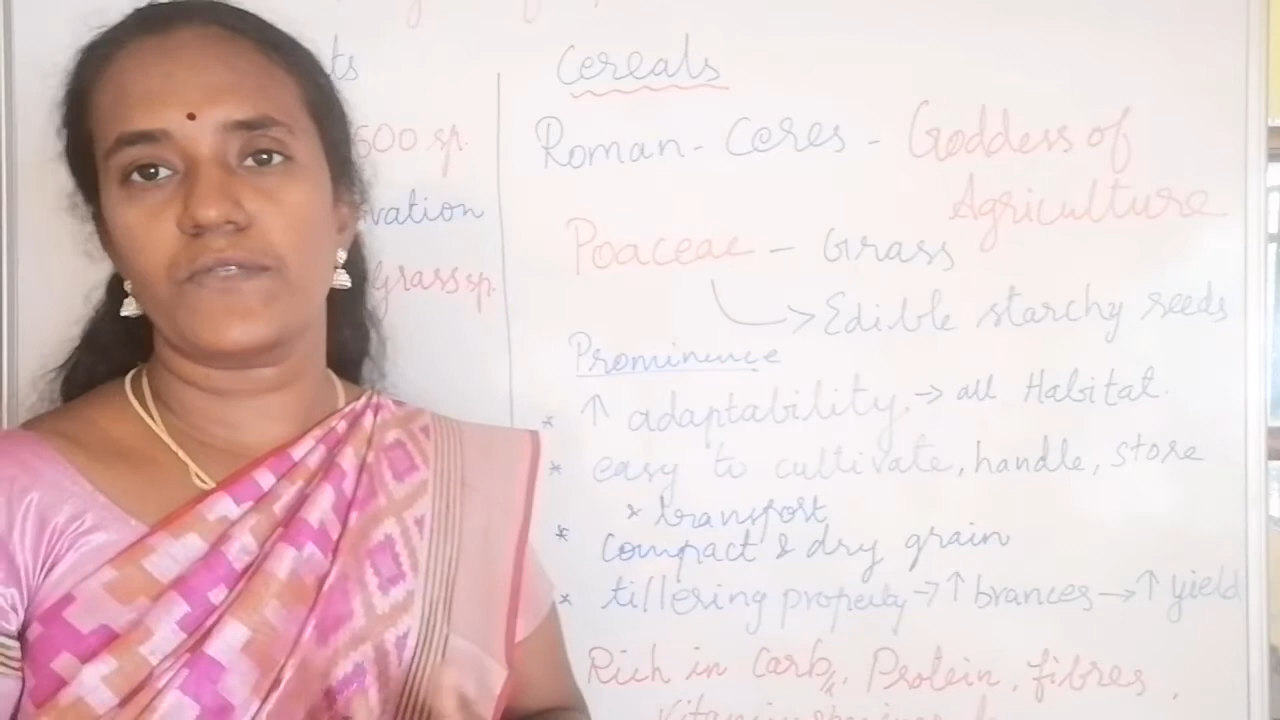 ts
600 sp.
vation
grass sp.
Cereals
Roman - Ceres - Goddess of
Agriculture
Poaceae - Grass
→ Edible starchy seeds
Prominence
* ↑ adaptability → all Habitat.
* easy to cultivate, handle, store
* transport
* compact & dry grain
* tillering property → ↑ brances → ↑ yield
Rich in Carb, Protein, fibres,